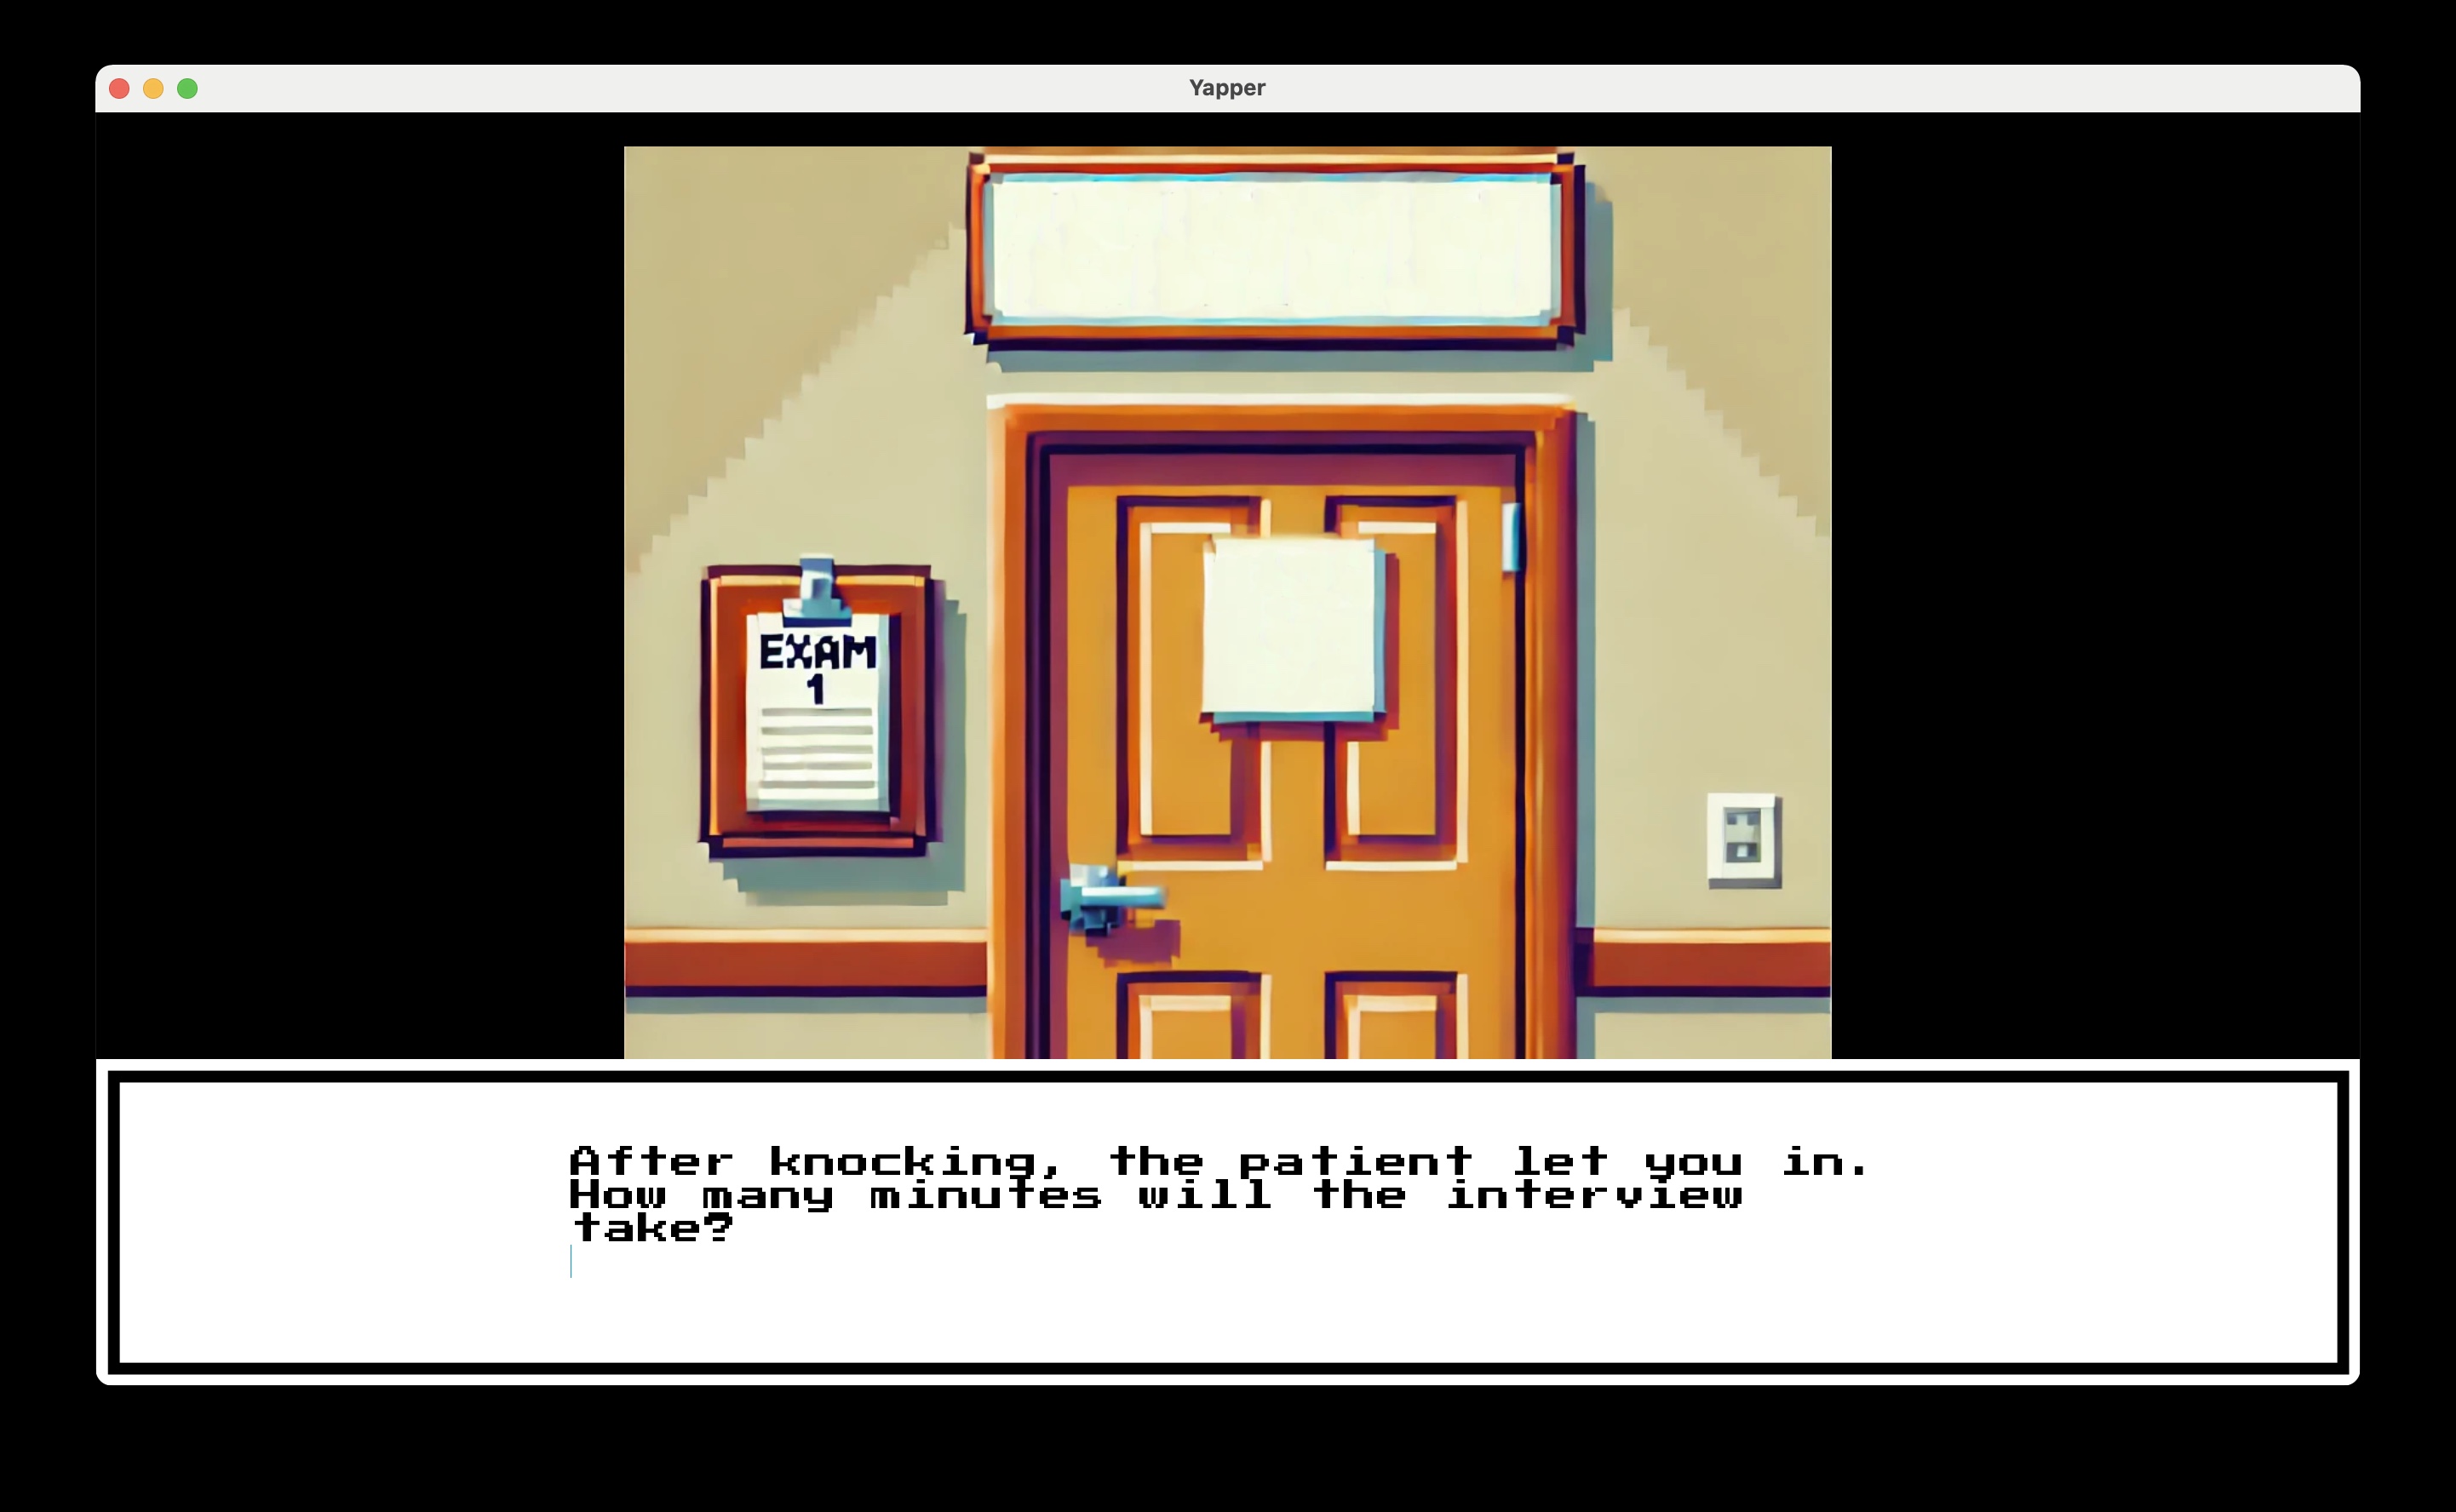 Yapper
EXAM
1
After knocking, the patient let you in.
How many minutes will the interview
take?